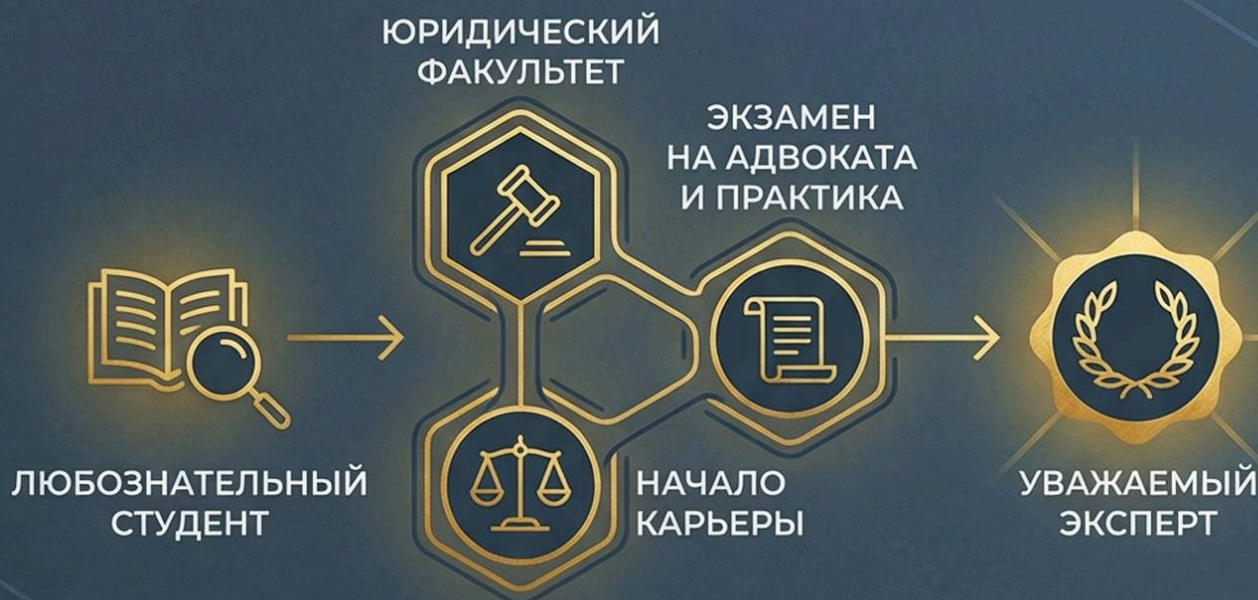 ЮРИДИЧЕСКИЙ
ФАКУЛЬТЕТ
ЭКЗАМЕН
НА АДВОКАТА
И ПРАКТИКА
ЛЮБОЗНАТЕЛЬНЫЙ
СТУДЕНТ
НАЧАЛО
КАРЬЕРЫ
УВАЖАЕМЫЙ
ЭКСПЕРТ